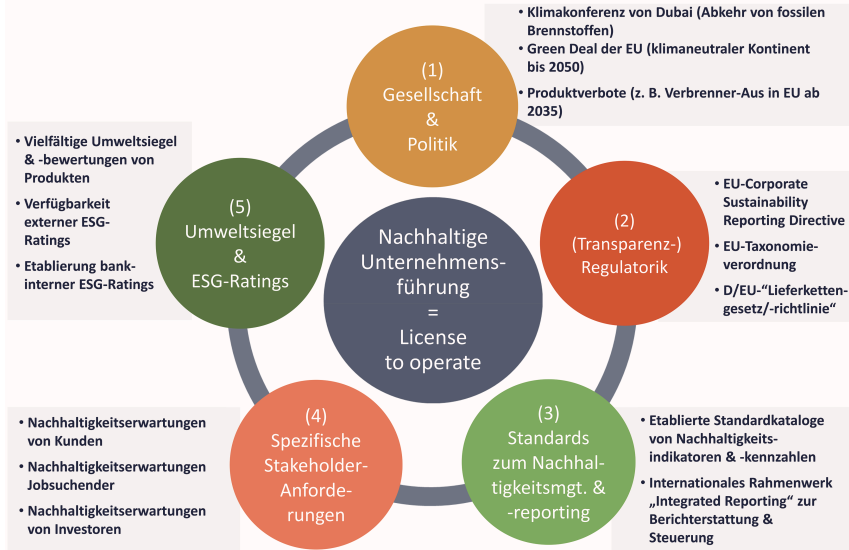 • Klimakonferenz von Dubai (Abkehr von fossilen
Brennstoffen)
• Green Deal der EU (klimaneutraler Kontinent
bis 2050)
• Produktverbote (z. B. Verbrenner-Aus in EU ab
2035)
(1)
Gesellschaft
&
Politik
• EU-Corporate
Sustainability
Reporting Directive
• EU-Taxonomie-
verordnung
• D/EU-“Lieferketten-
gesetz/-richtlinie“
(2)
(Transparenz-)
Regulatorik
• Etablierte Standardkataloge
von Nachhaltigkeits-
indikatoren & -kennzahlen
• Internationales Rahmenwerk
„Integrated Reporting“ zur
Berichterstattung &
Steuerung
(3)
Standards
zum Nachhal-
tigkeitsmgt. &
-reporting
(4)
Spezifische
Stakeholder-
Anforde-
rungen
• Nachhaltigkeitserwartungen
von Kunden
• Nachhaltigkeitserwartungen
Jobsuchender
• Nachhaltigkeitserwartungen
von Investoren
• Vielfältige Umweltsiegel
& -bewertungen von
Produkten
• Verfügbarkeit
externer ESG-
Ratings
• Etablierung bank-
interner ESG-Ratings
(5)
Umweltsiegel
&
ESG-Ratings
Nachhaltige
Unternehmens-
führung
=
License
to operate